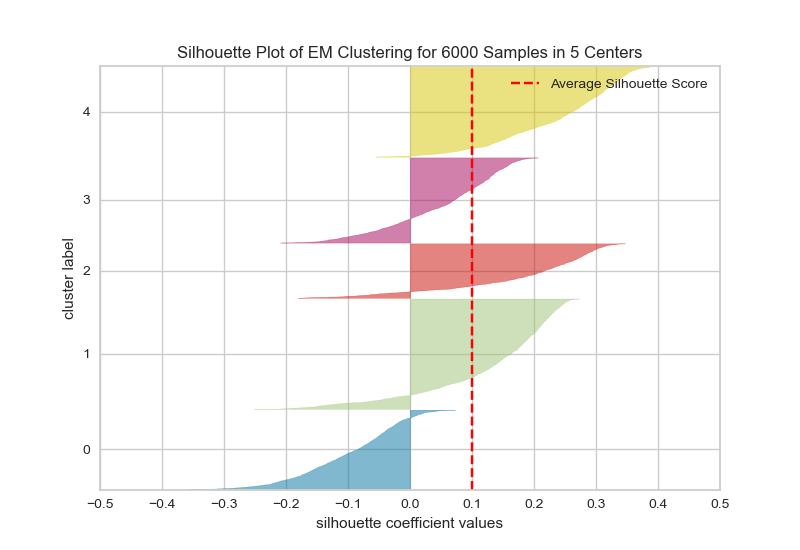 Silhouette Plot of EM Clustering for 6000 Samples in 5 Centers
Average Silhouette Score
4
3
2
1
0
cluster label
−0.5 −0.4 −0.3 −0.2 −0.1 0.0 0.1 0.2 0.3 0.4 0.5
silhouette coefficient values